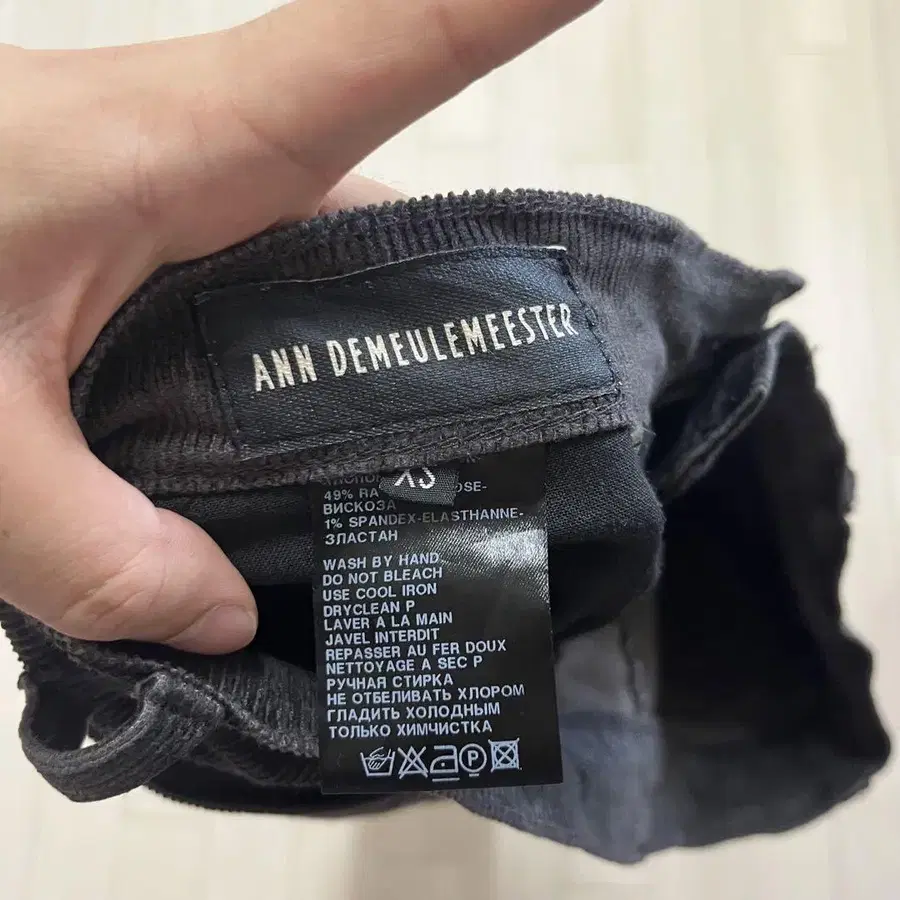 ANN DEMEULEMEESTER
XS
49% RA OSE-
ВИСКОЗА
1% SPANDEX-ELASTHANNE-
ЗЛАСТАН
WASH BY HAND
DO NOT BLEACH
USE COOL IRON
DRYCLEAN P
LAVER A LA MAIN
JAVEL INTERDIT
REPASSER AU FER DOUX
NETTOYAGE A SEC P
РУЧНАЯ СТИРКА
НЕ ОТБЕЛИВАТЬ ХЛОРОМ
ГЛАДИТЬ ХОЛОДНЫМ
ТОЛЬКО ХИМЧИСТКА
P